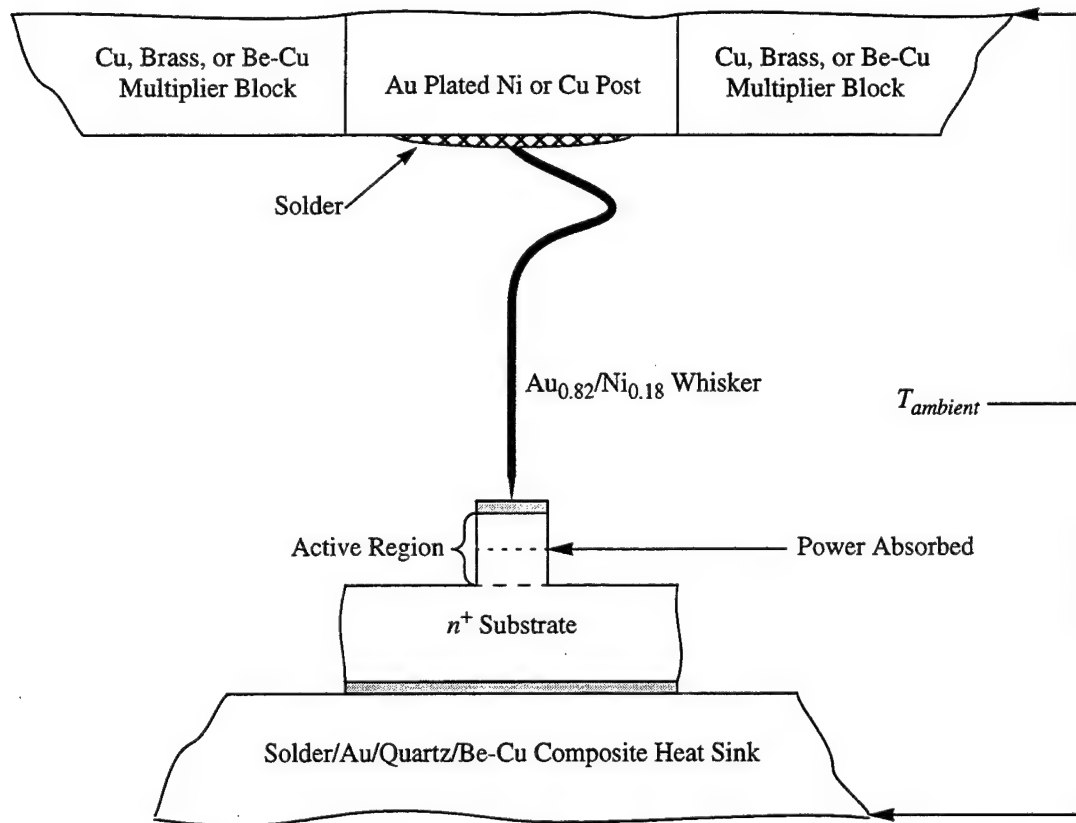 Cu, Brass, or Be-Cu
Multiplier Block
Au Plated Ni or Cu Post
Cu, Brass, or Be-Cu
Multiplier Block
Solder
Au0.82/Ni0.18 Whisker
Tambient
Active Region
Power Absorbed
n+ Substrate
Solder/Au/Quartz/Be-Cu Composite Heat Sink